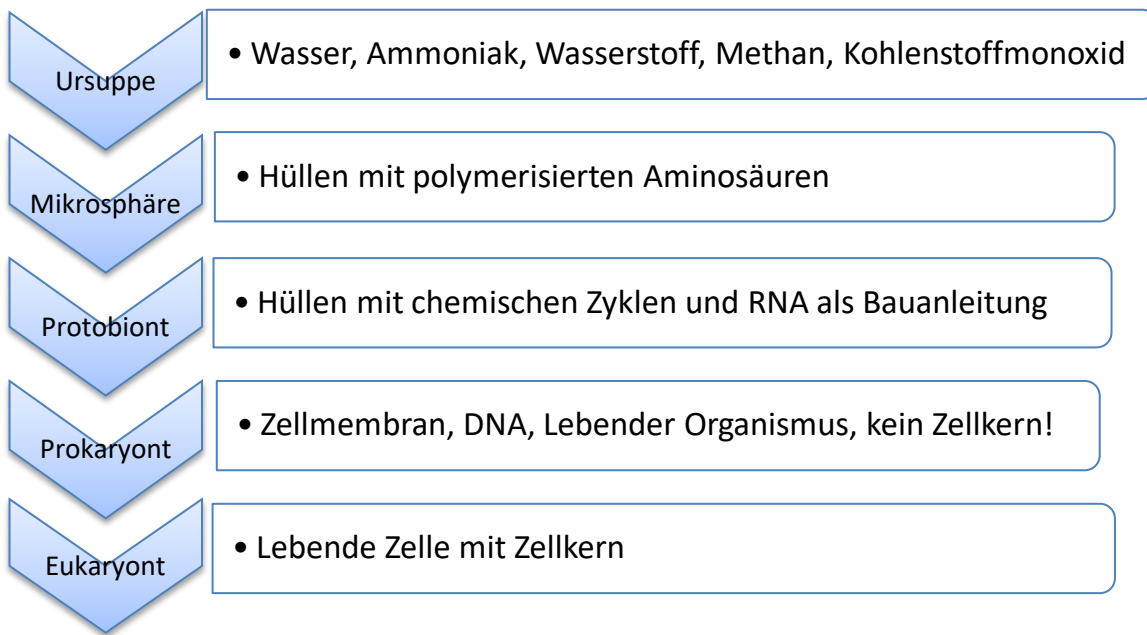 Ursuppe
• Wasser, Ammoniak, Wasserstoff, Methan, Kohlenstoffmonoxid
Mikrosphäre
• Hüllen mit polymerisierten Aminosäuren
Protobiont
• Hüllen mit chemischen Zyklen und RNA als Bauanleitung
Prokaryont
• Zellmembran, DNA, Lebender Organismus, kein Zellkern!
Eukaryont
• Lebende Zelle mit Zellkern